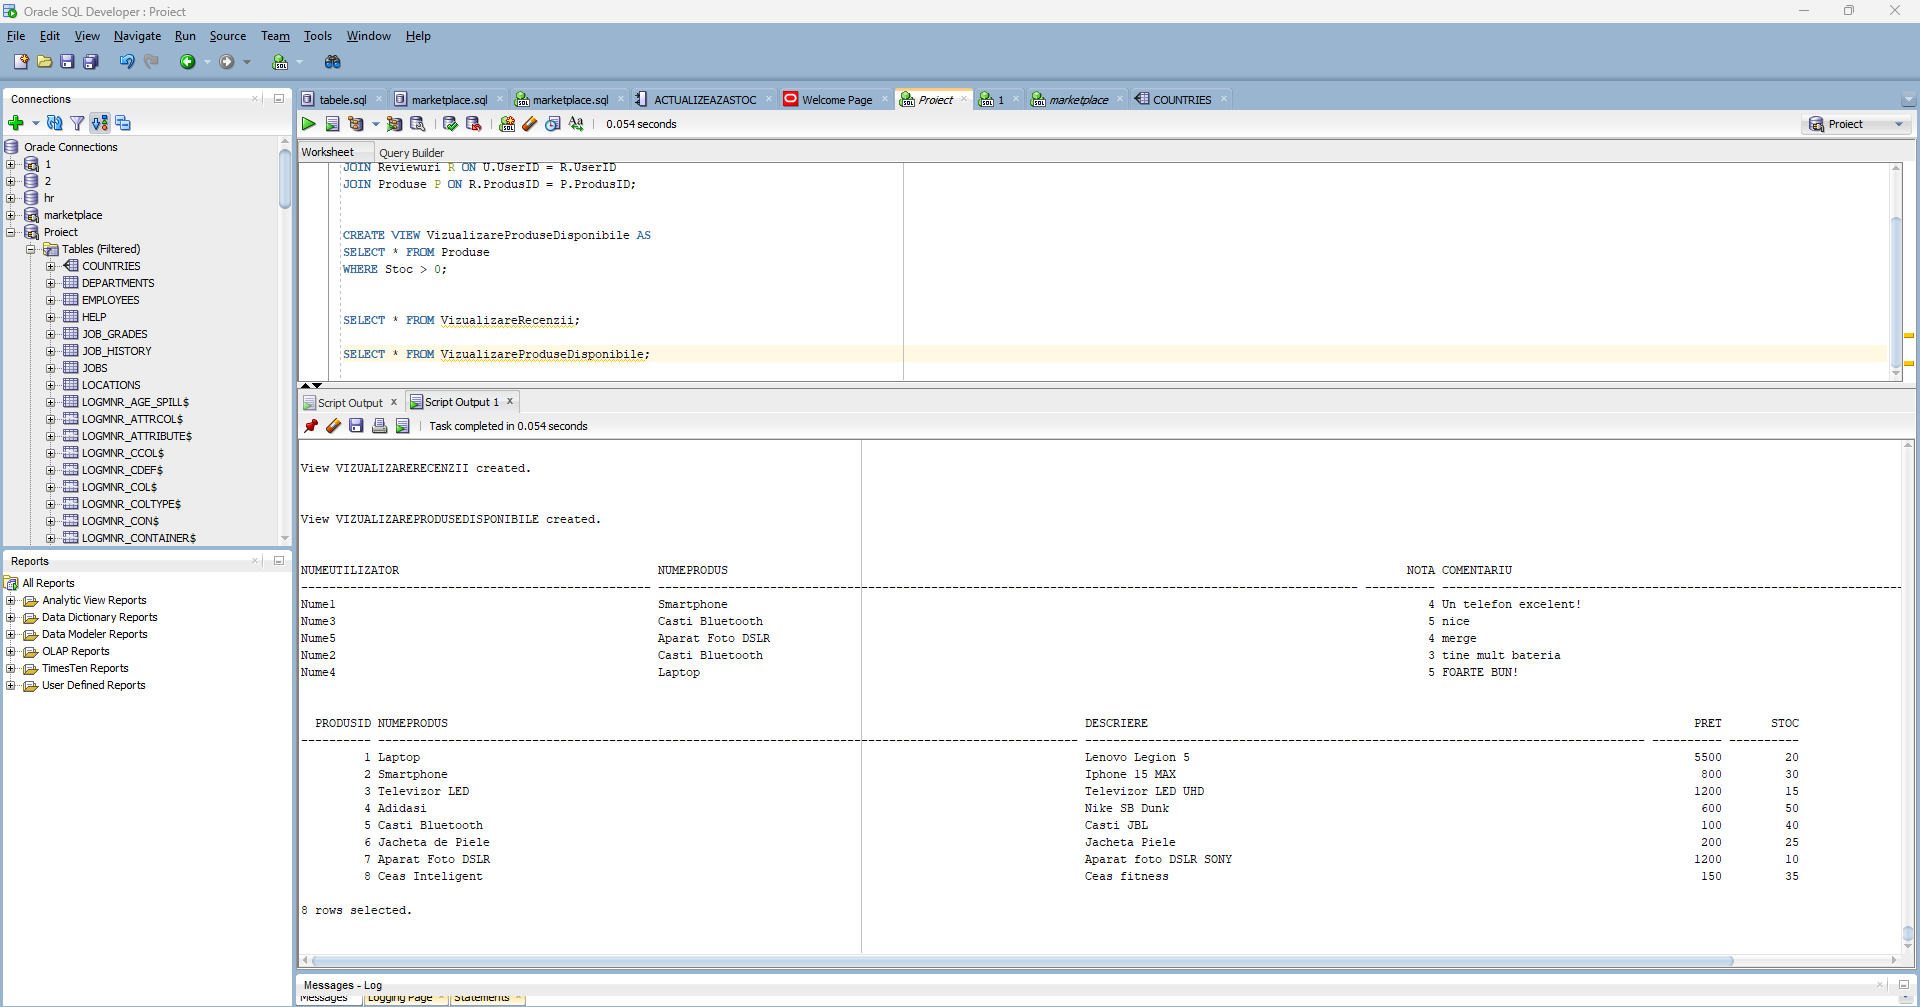 Oracle SQL Developer : Proiect
File Edit View Navigate Run Source Team Tools Window Help
Connections
Oracle Connections
1
2
hr
marketplace
Proiect
Tables (Filtered)
COUNTRIES
DEPARTMENTS
EMPLOYEES
HELP
JOB_GRADES
JOB_HISTORY
JOBS
LOCATIONS
LOGMNR_AGE_SPILL$
LOGMNR_ATTRCOL$
LOGMNR_ATTRIBUTE$
LOGMNR_CCOL$
LOGMNR_CDEF$
LOGMNR_COL$
LOGMNR_COLTYPE$
LOGMNR_CON$
LOGMNR_CONTAINER$
Reports
All Reports
Analytic View Reports
Data Dictionary Reports
Data Modeler Reports
OLAP Reports
TimesTen Reports
User Defined Reports
tabele.sql marketplace.sql marketplace.sql ACTUALIZEAZASTOC Welcome Page Proiect 1 marketplace COUNTRIES
0.054 seconds Proiect
Worksheet Query Builder
JOIN Reviewuri R ON U.UserID = R.UserID
JOIN Produse P ON R.ProdusID = P.ProdusID;
CREATE VIEW VizualizareProduseDisponibile AS
SELECT * FROM Produse
WHERE Stoc > 0;
SELECT * FROM VizualizareRecenzii;
SELECT * FROM VizualizareProduseDisponibile;
Script Output x Script Output 1 x
Task completed in 0.054 seconds
View VIZUALIZARERECENZII created.
View VIZUALIZAREPRODUSEDISPONIBILE created.
NUMEUTILIZATOR NUMEPRODUS NOTA COMENTARIU
Nume1 Smartphone 4 Un telefon excelent!
Nume3 Casti Bluetooth 5 nice
Nume5 Aparat Foto DSLR 4 merge
Nume2 Casti Bluetooth 3 tine mult bateria
Nume4 Laptop 5 FOARTE BUN!
PRODUSID NUMEPRODUS DESCRIERE PRET STOC
1 Laptop Lenovo Legion 5 5500 20
2 Smartphone Iphone 15 MAX 800 30
3 Televizor LED Televizor LED UHD 1200 15
4 Adidasi Nike SB Dunk 600 50
5 Casti Bluetooth Casti JBL 100 40
6 Jacheta de Piele Jacheta Piele 200 25
7 Aparat Foto DSLR Aparat foto DSLR SONY 1200 10
8 Ceas Inteligent Ceas fitness 150 35
8 rows selected.
Messages - Log
Messages Logging Page Statements